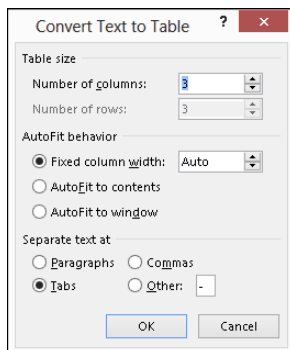 Convert Text to Table ? ×
Table size
Number of columns: 3
Number of rows: 3
AutoFit behavior
Fixed column width: Auto
AutoFit to contents
AutoFit to window
Separate text at
Paragraphs Commas
Tabs Other: -
OK Cancel